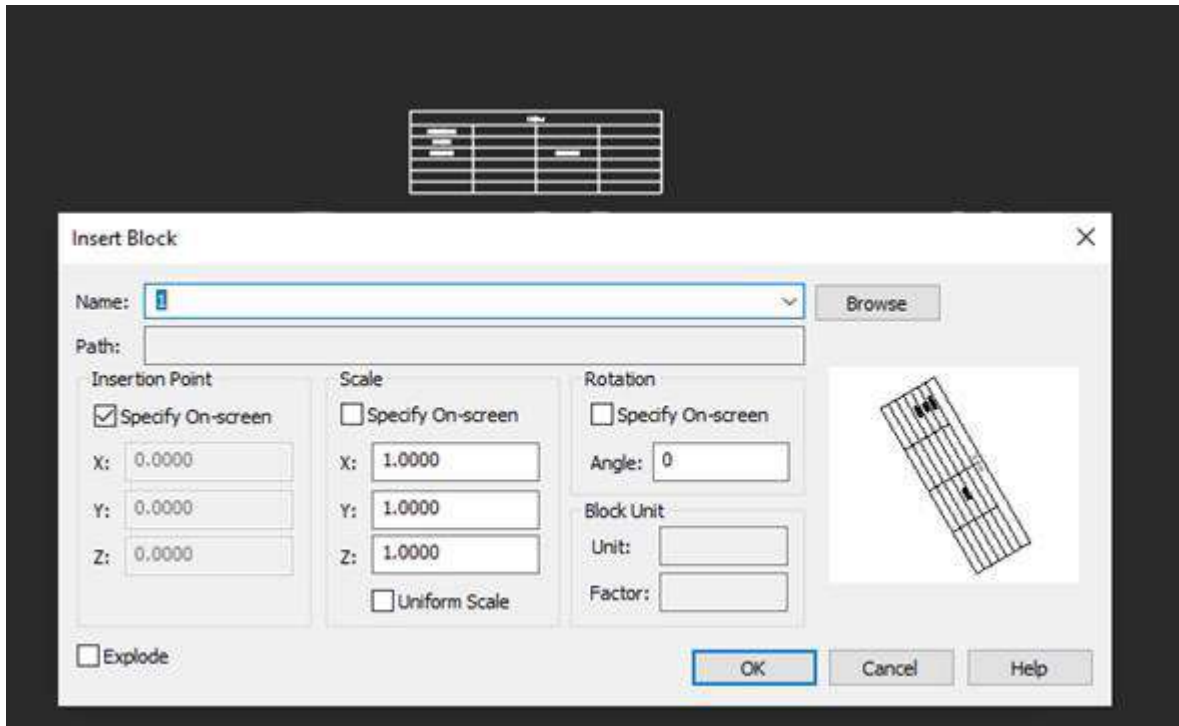 Insert Block
Name: 1 Browse
Path:
Insertion Point Scale Rotation
Specify On-screen Specify On-screen Specify On-screen
X: 0.0000 X: 1.0000 Angle: 0
Y: 0.0000 Y: 1.0000 Block Unit
Z: 0.0000 Z: 1.0000 Unit:
Uniform Scale Factor:
Explode
OK Cancel Help